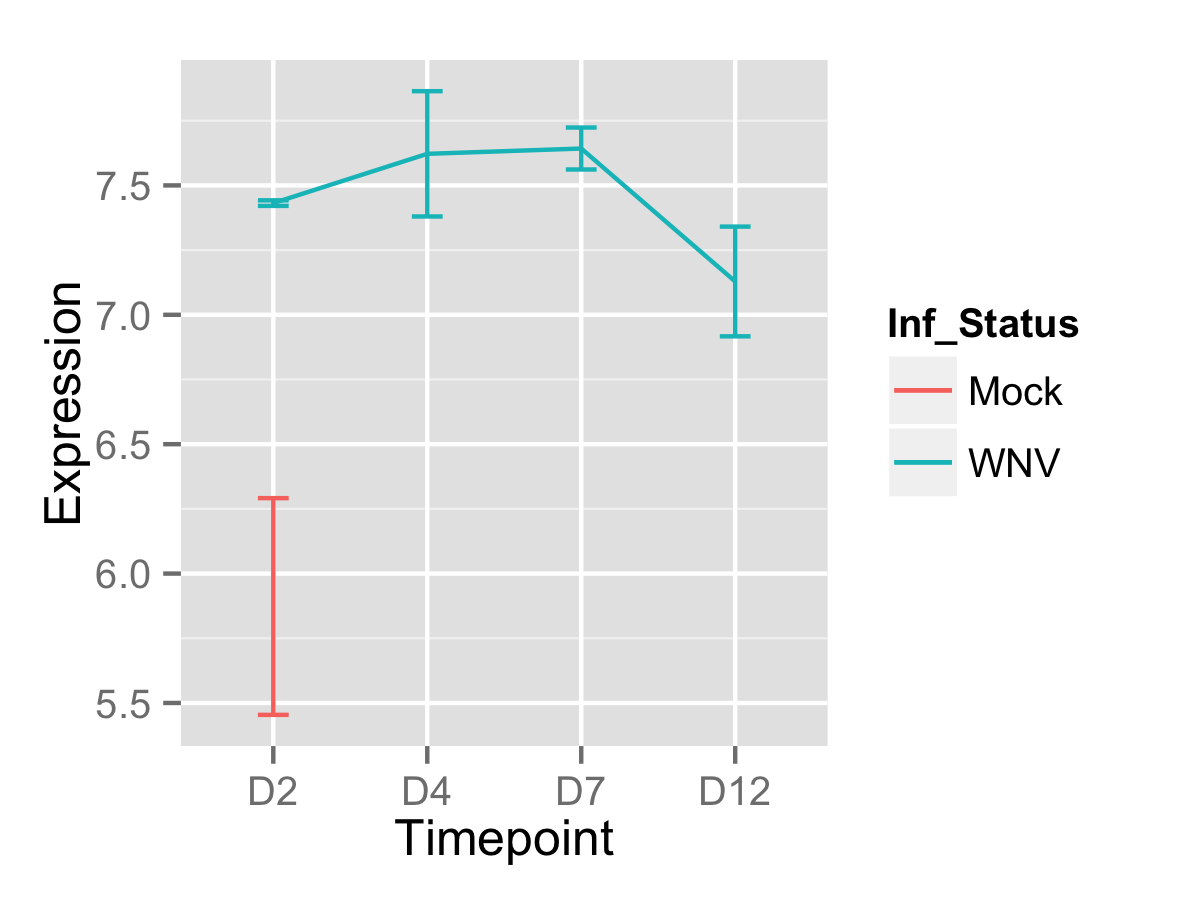 7.5
7.0
6.5
6.0
5.5
Expression
D2 D4 D7 D12
Timepoint
Inf_Status
Mock
WNV